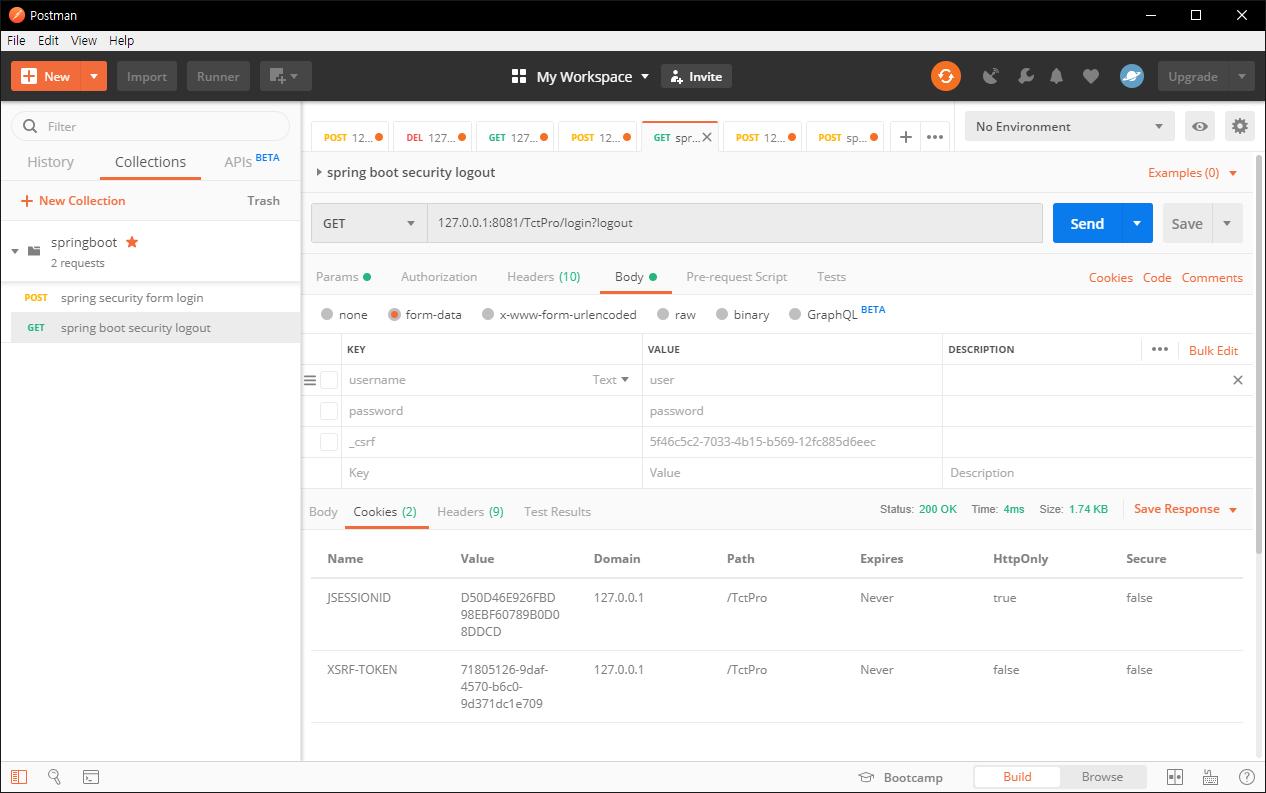 Postman
File Edit View Help
New Import Runner My Workspace Invite Upgrade
Filter
History Collections APIs BETA
New Collection Trash
springboot
2 requests
POST spring security form login
GET spring boot security logout
POST 12... DEL 127... GET 127... POST 12... GET spr... POST 12... POST sp... No Environment
spring boot security logout Examples (0)
GET 127.0.0.1:8081/TctPro/login?logout Send Save
Params Authorization Headers (10) Body Pre-request Script Tests Cookies Code Comments
none form-data x-www-form-urlencoded raw binary GraphQL BETA
KEY VALUE DESCRIPTION Bulk Edit
username Text user
password password
_csrf 5f46c5c2-7033-4b15-b569-12fc885d6eec
Key Value Description
Body Cookies (2) Headers (9) Test Results Status: 200 OK Time: 4ms Size: 1.74 KB Save Response
Name Value Domain Path Expires HttpOnly Secure
JSESSIONID D50D46E926FBD 127.0.0.1 /TctPro Never true false
98EBF60789B0D0
8DDCD
XSRF-TOKEN 71805126-9daf- 127.0.0.1 /TctPro Never false false
4570-b6c0-
9d371dc1e709
Bootcamp Build Browse